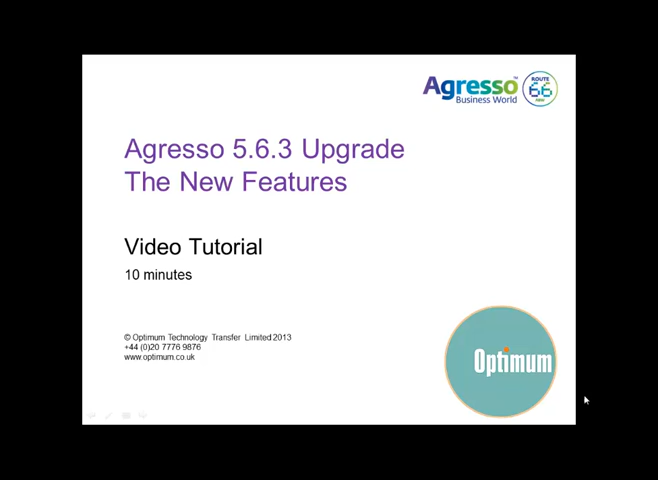 Agresso™
Business World
ROUTE
66
Agresso 5.6.3 Upgrade
The New Features
Video Tutorial
10 minutes
© Optimum Technology Transfer Limited 2013
+44 (0)20 7776 9876
www.optimum.co.uk
Optimum